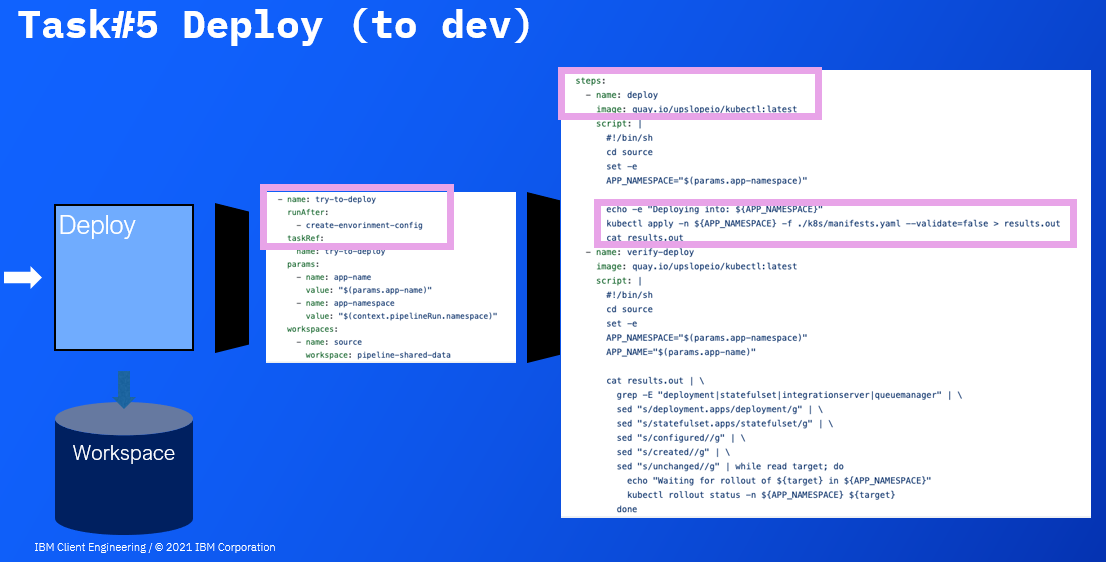 Task#5 Deploy (to dev)
Deploy
Workspace
- name: try-to-deploy
runAfter:
- create-envorinment-config
taskRef:
name: try-to-deploy
params:
- name: app-name
value: "$(params.app-name)"
- name: app-namespace
value: "$(context.pipelineRun.namespace)"
workspaces:
- name: source
workspace: pipeline-shared-data
steps:
- name: deploy
image: quay.io/upslopeio/kubectl:latest
script: |
#!/bin/sh
cd source
set -e
APP_NAMESPACE="$(params.app-namespace)"
echo -e "Deploying into: ${APP_NAMESPACE}"
kubectl apply -n ${APP_NAMESPACE} -f ./k8s/manifests.yaml --validate=false > results.out
cat results.out
- name: verify-deploy
image: quay.io/upslopeio/kubectl:latest
script: |
#!/bin/sh
cd source
set -e
APP_NAMESPACE="$(params.app-namespace)"
APP_NAME="$(params.app-name)"
cat results.out | \
grep -E "deployment|statefulset|integrationserver|queuemanager" | \
sed "s/deployment.apps/deployment/g" | \
sed "s/statefulset.apps/statefulset/g" | \
sed "s/configured//g" | \
sed "s/created//g" | \
sed "s/unchanged//g" | while read target; do
echo "Waiting for rollout of ${target} in ${APP_NAMESPACE}"
kubectl rollout status -n ${APP_NAMESPACE} ${target}
done
IBM Client Engineering / © 2021 IBM Corporation